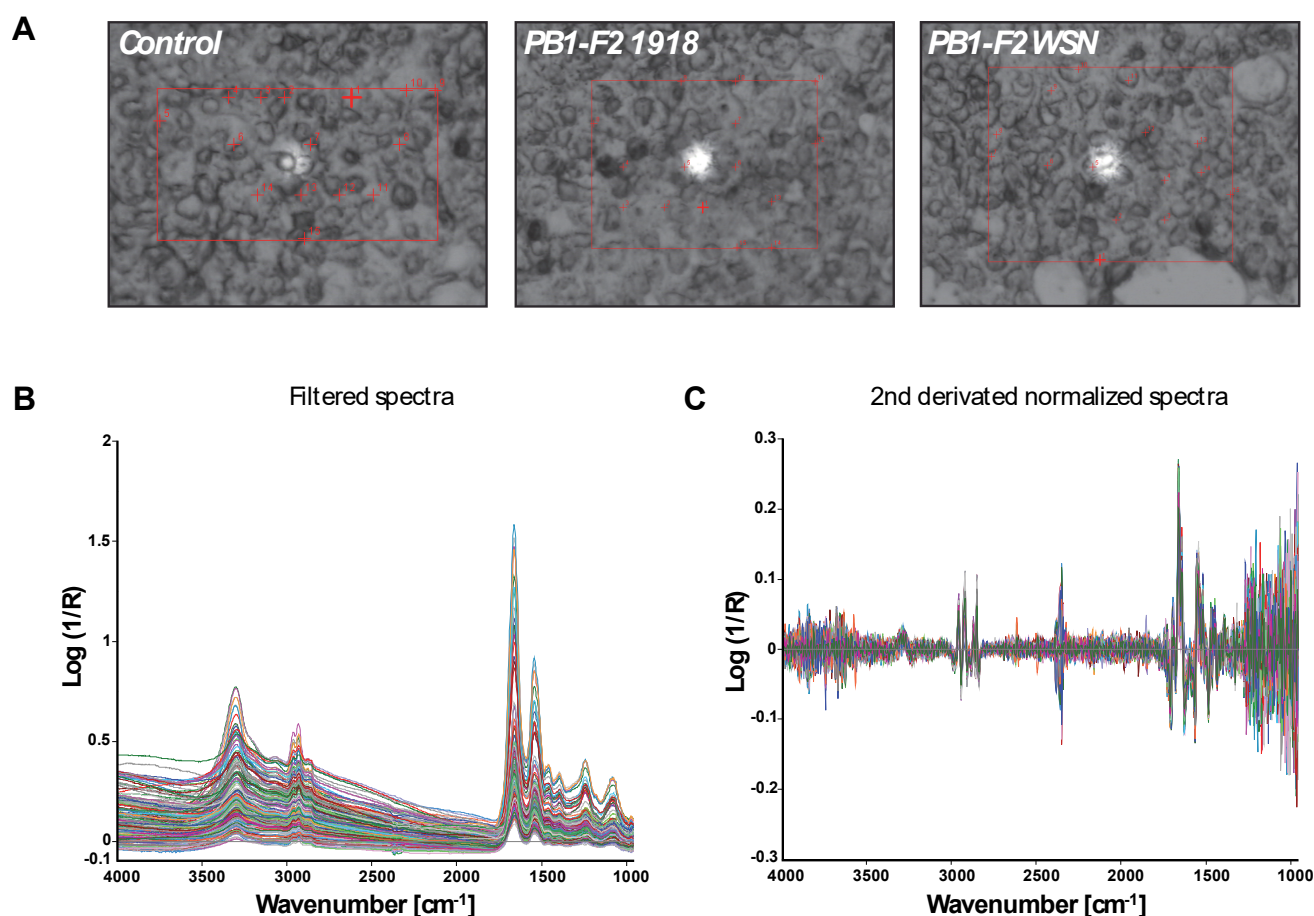 A
Control
PB1-F2 1918
PB1-F2 WSN
B
Filtered spectra
2
1.5
1
0.5
0
-0.1
Log (1/R)
4000 3500 3000 2500 2000 1500 1000
Wavenumber [cm-1]
C
2nd derivated normalized spectra
0.3
0.2
0.1
0
-0.1
-0.2
-0.3
Log (1/R)
4000 3500 3000 2500 2000 1500 1000
Wavenumber [cm-1]